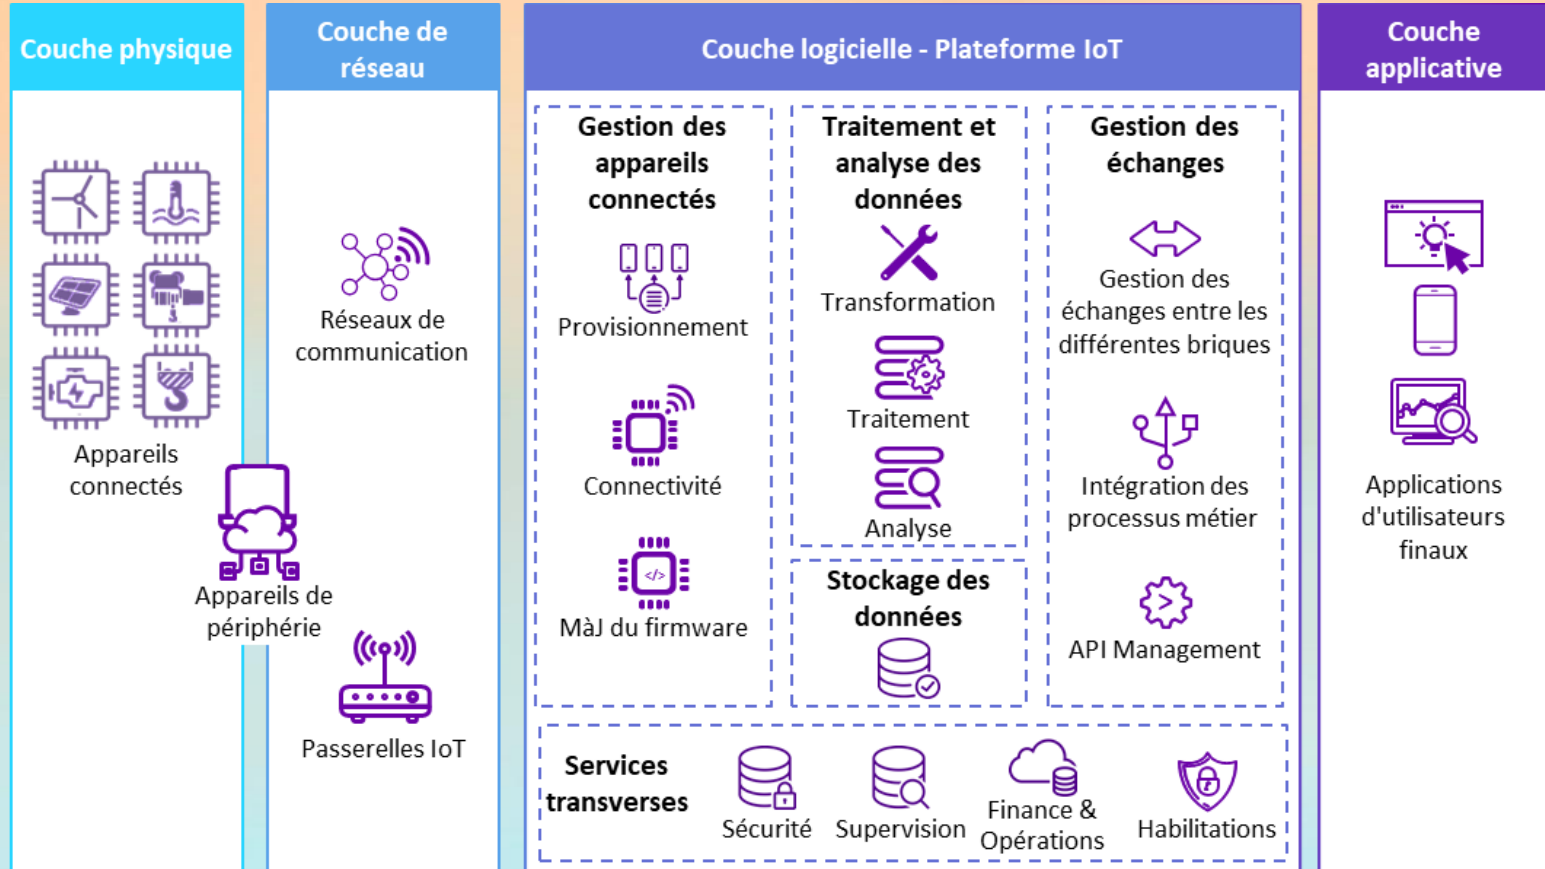 Couche physique
Couche de
réseau
Couche logicielle - Plateforme IoT
Couche
applicative
Appareils
connectés
Appareils de
périphérie
Réseaux de
communication
Passerelles IoT
Gestion des
appareils
connectés
Provisionnement
Connectivité
</>
MàJ du firmware
Traitement et
analyse des
données
Transformation
Traitement
Analyse
Stockage des
données
Gestion des
échanges
Gestion des
échanges entre les
différentes briques
Intégration des
processus métier
API Management
Services
transverses
Sécurité
Supervision
Finance &
Opérations
Habilitations
Applications
d'utilisateurs
finaux